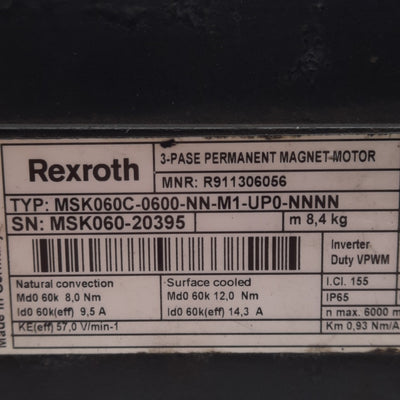 Rexroth
3-PASE PERMANENT MAGNET-MOTOR
MNR: R911306056
TYP: MSK060C-0600-NN-M1-UP0-NNNN
SN: MSK060-20395
m 8,4 kg
Inverter
Duty VPWM
Natural convection
Md0 60k 8,0 Nm
Id0 60k(eff) 9,5 A
KE(eff) 57,0 V/min-1
Surface cooled
Md0 60k 12,0 Nm
Id0 60k(eff) 14,3 A
I.Cl. 155
IP65
n max. 6000 m
Km 0,93 Nm/A
Made in